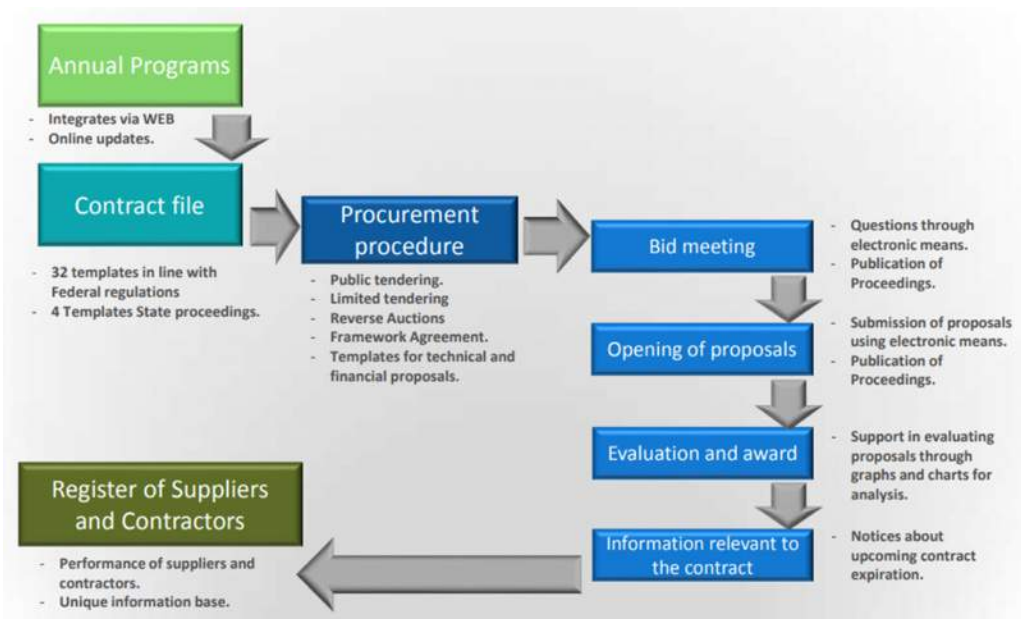 Annual Programs
- Integrates via WEB
- Online updates.
Contract file
- 32 templates in line with
Federal regulations
- 4 Templates State proceedings.
Procurement
procedure
- Public tendering.
- Limited tendering
- Reverse Auctions
- Framework Agreement.
- Templates for technical and
financial proposals.
Bid meeting
- Questions through
electronic means.
- Publication of
Proceedings.
Opening of proposals
- Submission of proposals
using electronic means.
- Publication of
Proceedings.
Evaluation and award
- Support in evaluating
proposals through
graphs and charts for
analysis.
Information relevant to
the contract
- Notices about
upcoming contract
expiration.
Register of Suppliers
and Contractors
- Performance of suppliers and
contractors.
- Unique information base.